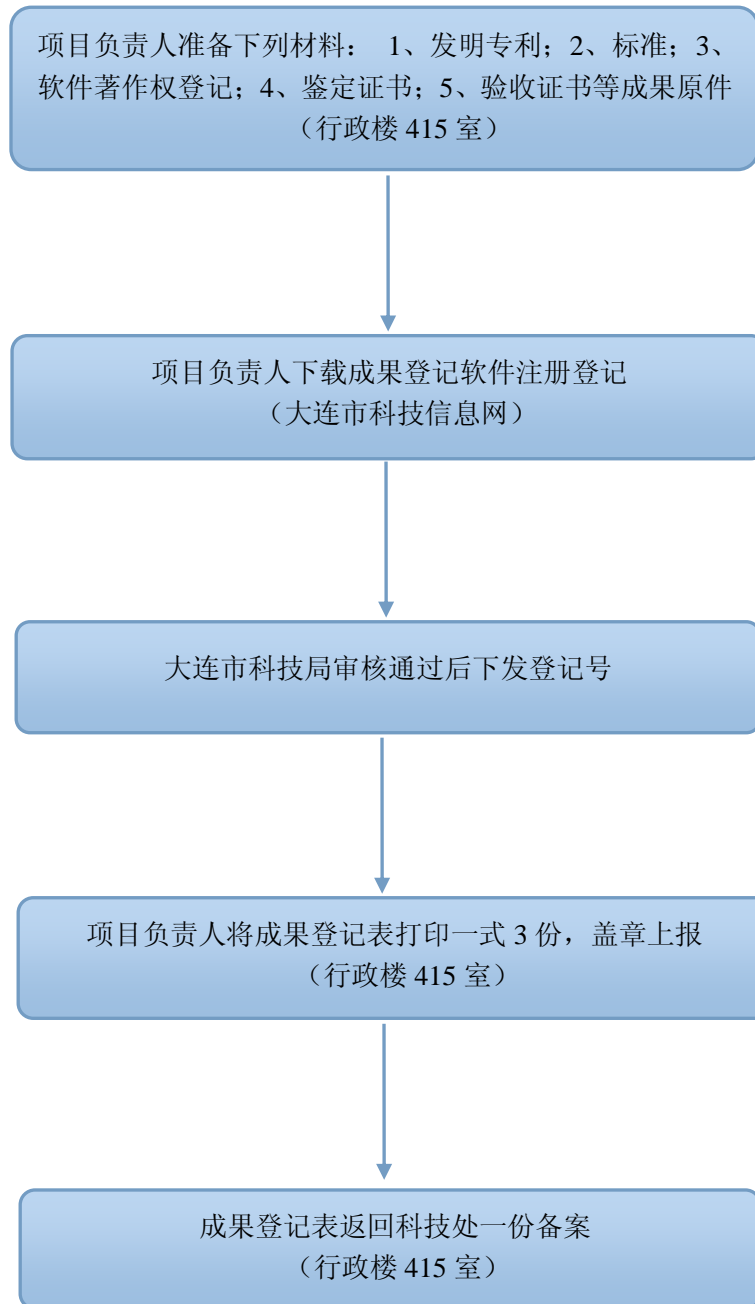 项目负责人准备下列材料： 1、发明专利；2、标准；3、
软件著作权登记；4、鉴定证书；5、验收证书等成果原件
（行政楼 415 室）
项目负责人下载成果登记软件注册登记
（大连市科技信息网）
大连市科技局审核通过后下发登记号
项目负责人将成果登记表打印一式 3 份，盖章上报
（行政楼 415 室）
成果登记表返回科技处一份备案
（行政楼 415 室）